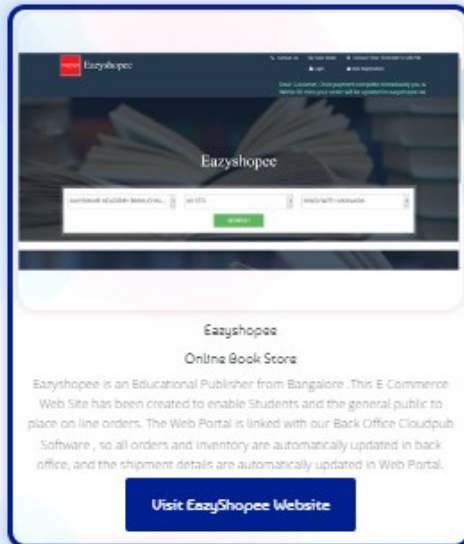 Eazyshopee
Login
Eazyshopee
Eazyshopee
Online Book Store
Eazyshopee is an Educational Publisher from Bangalore .This E Commerce
Web Site has been created to enable Students and the general public to
place on line orders. The Web Portal is linked with our Back Office Cloudpub
Software , so all orders and inventory are automatically updated in back
office, and the shipment details are automatically updated in Web Portal.
Visit EazyShopee Website